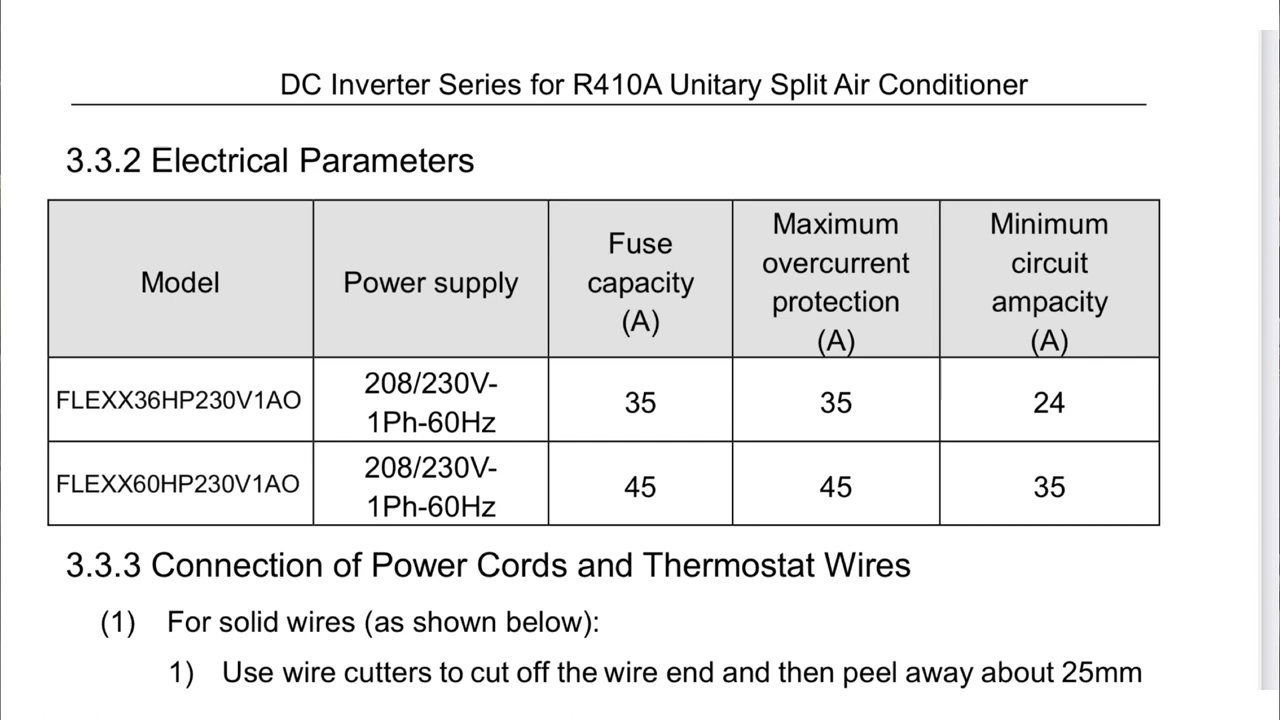 DC Inverter Series for R410A Unitary Split Air Conditioner
3.3.2 Electrical Parameters
Model
Power supply
Fuse
capacity
(A)
Maximum
overcurrent
protection
(A)
Minimum
circuit
ampacity
(A)
FLEXX36HP230V1AO
208/230V-
1Ph-60Hz
35
35
24
FLEXX60HP230V1AO
208/230V-
1Ph-60Hz
45
45
35
3.3.3 Connection of Power Cords and Thermostat Wires
(1) For solid wires (as shown below):
1) Use wire cutters to cut off the wire end and then peel away about 25mm